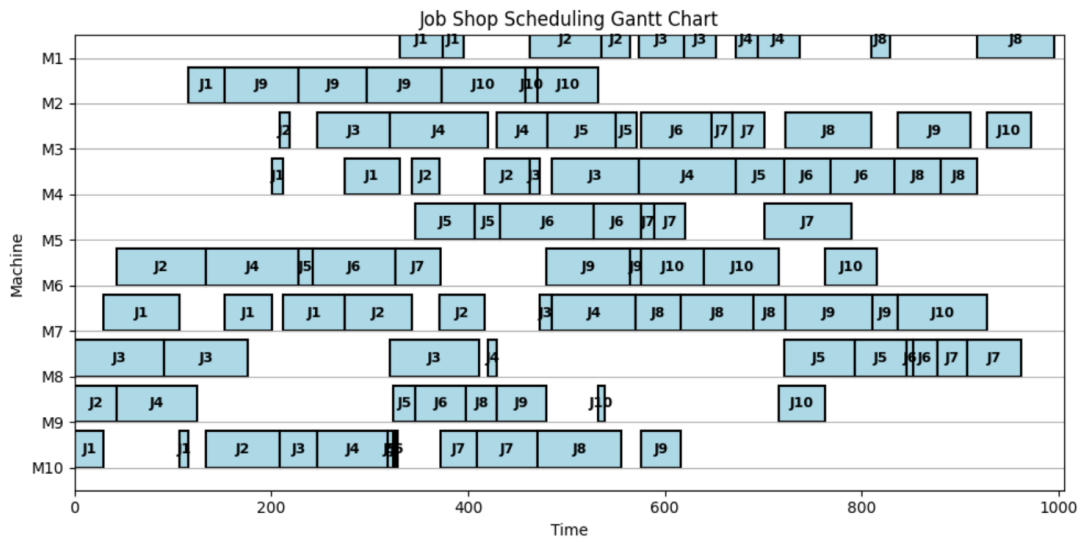 Job Shop Scheduling Gantt Chart
M1 J1 J1 J2 J2 J3 J3 J4 J4 J8 J8
M2 J1 J9 J9 J9 J10 J10 J10
M3 J2 J3 J4 J4 J5 J5 J6 J7 J7 J8 J9 J10
M4 J1 J1 J2 J2 J3 J3 J4 J5 J6 J6 J8 J8
M5 J5 J5 J6 J6 J7 J7 J7
M6 J2 J4 J5 J6 J7 J9 J9 J10 J10 J10
M7 J1 J1 J1 J2 J2 J3 J4 J8 J8 J8 J9 J9 J10
M8 J3 J3 J3 J4 J5 J5 J6 J6 J7 J7
M9 J2 J4 J5 J6 J8 J9 J10 J10
M10 J1 J1 J2 J3 J4 J7 J7 J8 J9
Machine
0 200 400 600 800 1000
Time